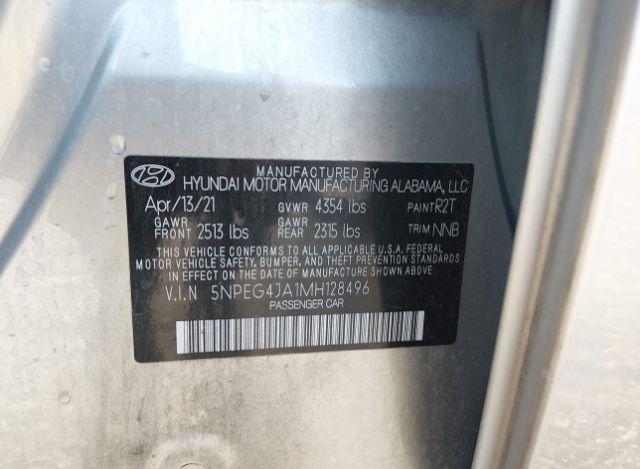 MANUFACTURED BY
HYUNDAI MOTOR MANUFACTURING ALABAMA, LLC
Apr/13/21 GVWR 4354 lbs PAINT R2T
GAWR FRONT 2513 lbs GAWR REAR 2315 lbs TRIM NNB
THIS VEHICLE CONFORMS TO ALL APPLICABLE U.S.A. FEDERAL
MOTOR VEHICLE SAFETY, BUMPER, AND THEFT PREVENTION STANDARDS
IN EFFECT ON THE DATE OF MANUFACTURE SHOWN ABOVE.
V.I.N 5NPEG4JA1MH128496
PASSENGER CAR